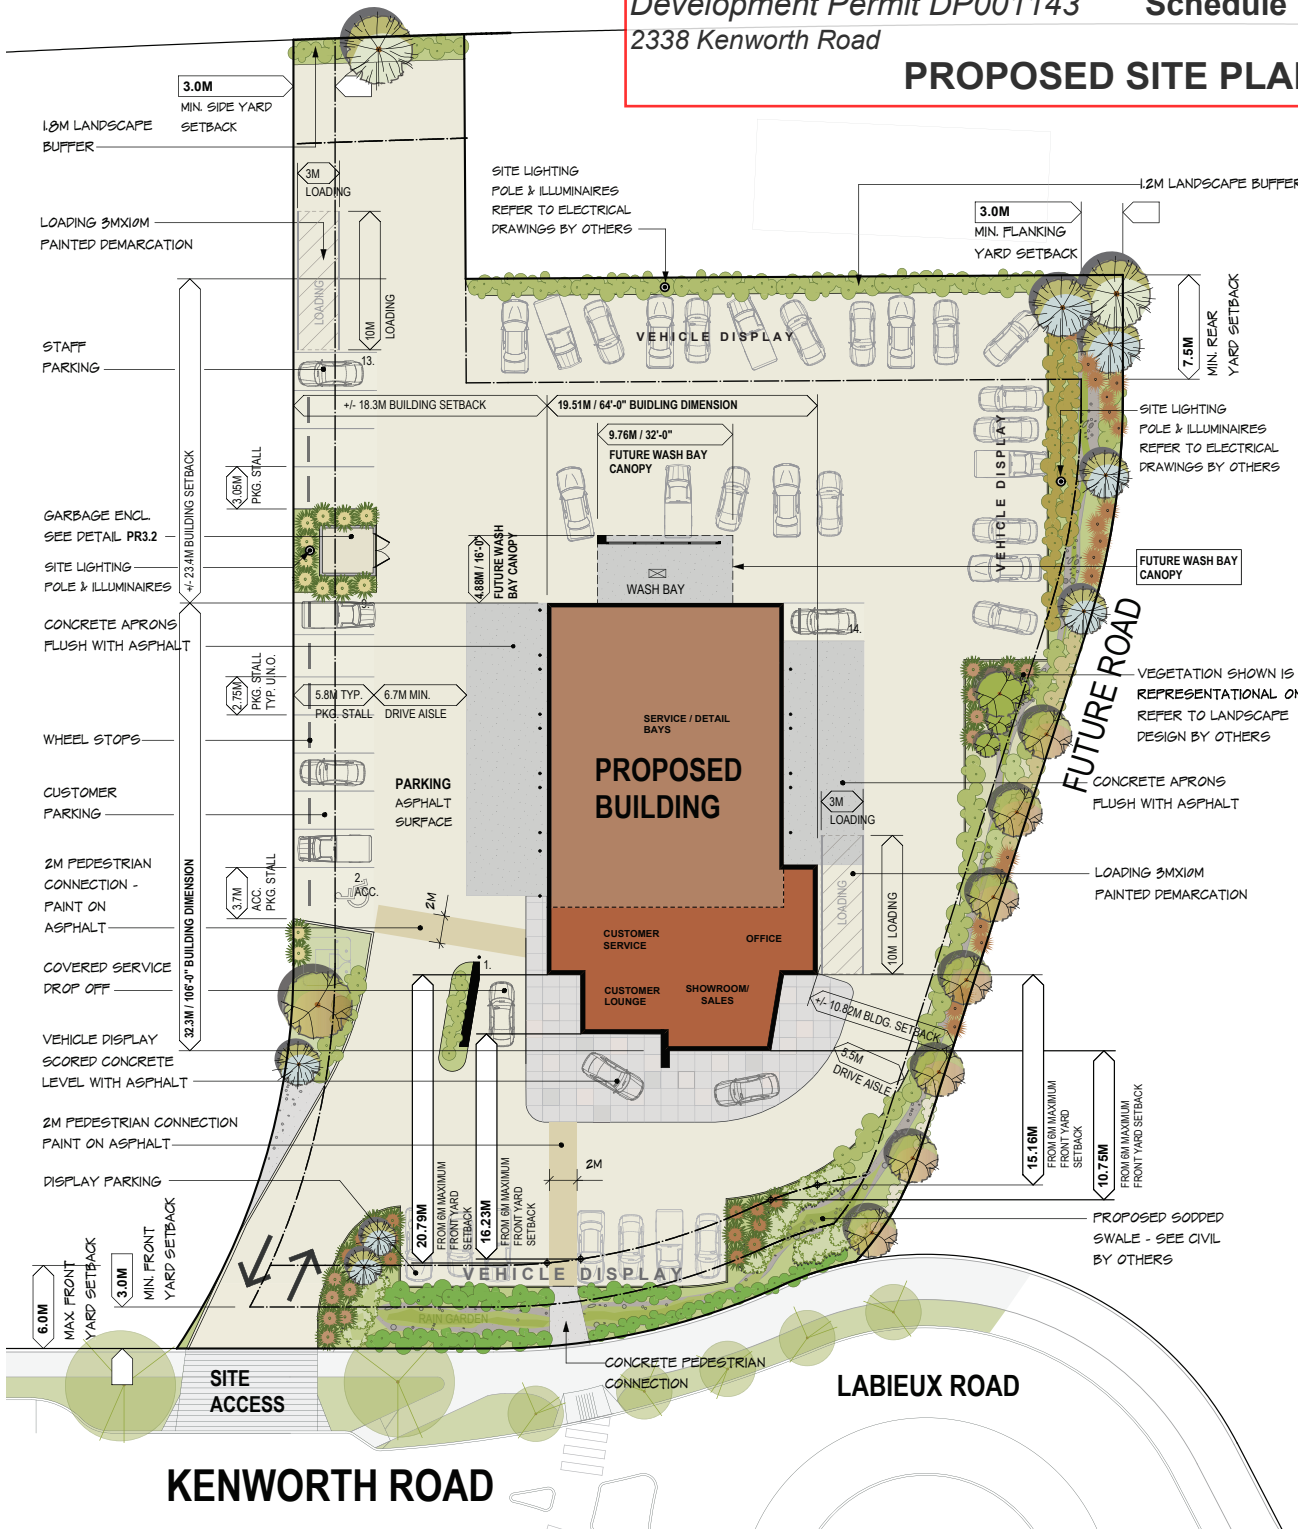 Development Permit DP001143 Schedule
2338 Kenworth Road
PROPOSED SITE PLAN
3.0M
MIN. SIDE YARD
SETBACK
1.8M LANDSCAPE
BUFFER
3M
LOADING
LOADING 3MX10M
PAINTED DEMARCATION
LOADING
10M
LOADING
SITE LIGHTING
POLE & ILLUMINAIRES
REFER TO ELECTRICAL
DRAWINGS BY OTHERS
1.2M LANDSCAPE BUFFER
3.0M
MIN. FLANKING
YARD SETBACK
7.5M
MIN. REAR
YARD SETBACK
VEHICLE DISPLAY
STAFF
PARKING
13.
+/- 18.3M BUILDING SETBACK
19.51M / 64'-0" BUIDLING DIMENSION
9.76M / 32'-0"
FUTURE WASH BAY
CANOPY
VEHICLE DISPLAY
SITE LIGHTING
POLE & ILLUMINAIRES
REFER TO ELECTRICAL
DRAWINGS BY OTHERS
3.05M
PKG. STALL
+/- 23.4M BUILDING SETBACK
GARBAGE ENCL.
SEE DETAIL PR3.2
SITE LIGHTING
POLE & ILLUMINAIRES
4.88M / 16'-0"
FUTURE WASH
BAY CANOPY
WASH BAY
FUTURE WASH BAY
CANOPY
9.
14.
CONCRETE APRONS
FLUSH WITH ASPHALT
2.75M
PKG. STALL
TYP. U.N.O.
5.8M TYP.
PKG. STALL
6.7M MIN.
DRIVE AISLE
SERVICE / DETAIL
BAYS
PROPOSED
BUILDING
FUTURE ROAD
VEGETATION SHOWN IS
REPRESENTATIONAL ON
REFER TO LANDSCAPE
DESIGN BY OTHERS
WHEEL STOPS
PARKING
ASPHALT
SURFACE
CUSTOMER
PARKING
CONCRETE APRONS
FLUSH WITH ASPHALT
3M
LOADING
LOADING
10M LOADING
LOADING 3MX10M
PAINTED DEMARCATION
2M PEDESTRIAN
CONNECTION -
PAINT ON
ASPHALT
3.7M
ACC.
PKG. STALL
2.
ACC.
2M
32.3M / 106'-0" BUILDING DIMENSION
CUSTOMER
SERVICE
OFFICE
CUSTOMER
LOUNGE
SHOWROOM/
SALES
COVERED SERVICE
DROP OFF
1.
+/- 10.82M BLDG. SETBACK
5.5M
DRIVE AISLE
VEHICLE DISPLAY
SCORED CONCRETE
LEVEL WITH ASPHALT
2M PEDESTRIAN CONNECTION
PAINT ON ASPHALT
2M
20.79M
FROM 6M MAXIMUM
FRONT YARD
SETBACK
16.23M
FROM 6M MAXIMUM
FRONT YARD
SETBACK
15.16M
FROM 6M MAXIMUM
FRONT YARD
SETBACK
10.75M
FROM 6M MAXIMUM
FRONT YARD SETBACK
DISPLAY PARKING
PROPOSED SODDED
SWALE - SEE CIVIL
BY OTHERS
6.0M
MAX. FRONT
YARD SETBACK
3.0M
MIN. FRONT
YARD SETBACK
VEHICLE DISPLAY
RAIN GARDEN
CONCRETE PEDESTRIAN
CONNECTION
SITE
ACCESS
LABIEUX ROAD
KENWORTH ROAD